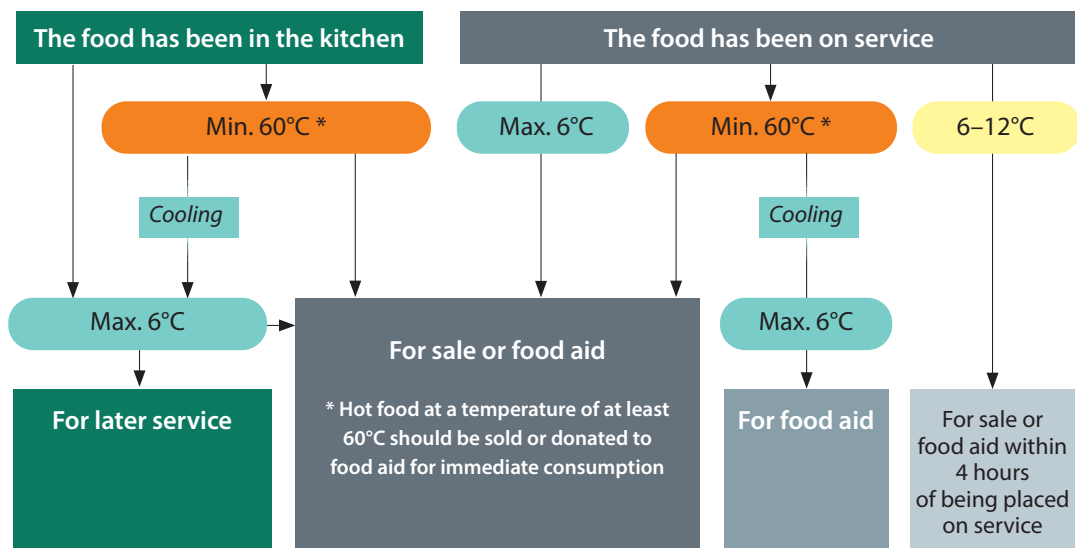 The food has been in the kitchen
The food has been on service
Min. 60°C *
Max. 6°C
Min. 60°C *
6–12°C
Cooling
Cooling
Max. 6°C
Max. 6°C
For later service
For sale or food aid
* Hot food at a temperature of at least
60°C should be sold or donated to
food aid for immediate consumption
For food aid
For sale or
food aid within
4 hours
of being placed
on service